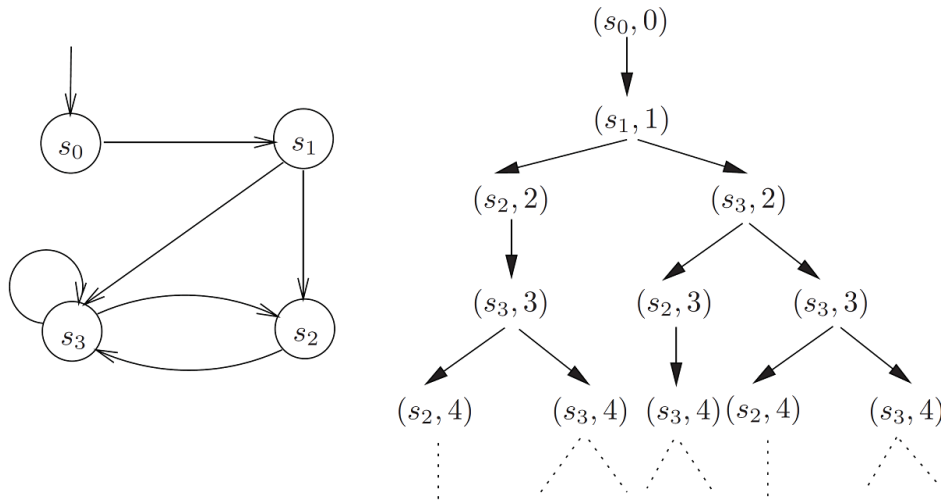 s₀
s₁
s₃
s₂
(s₀, 0)
(s₁, 1)
(s₂, 2) (s₃, 2)
(s₃, 3) (s₂, 3) (s₃, 3)
(s₂, 4) (s₃, 4) (s₃, 4) (s₂, 4) (s₃, 4)